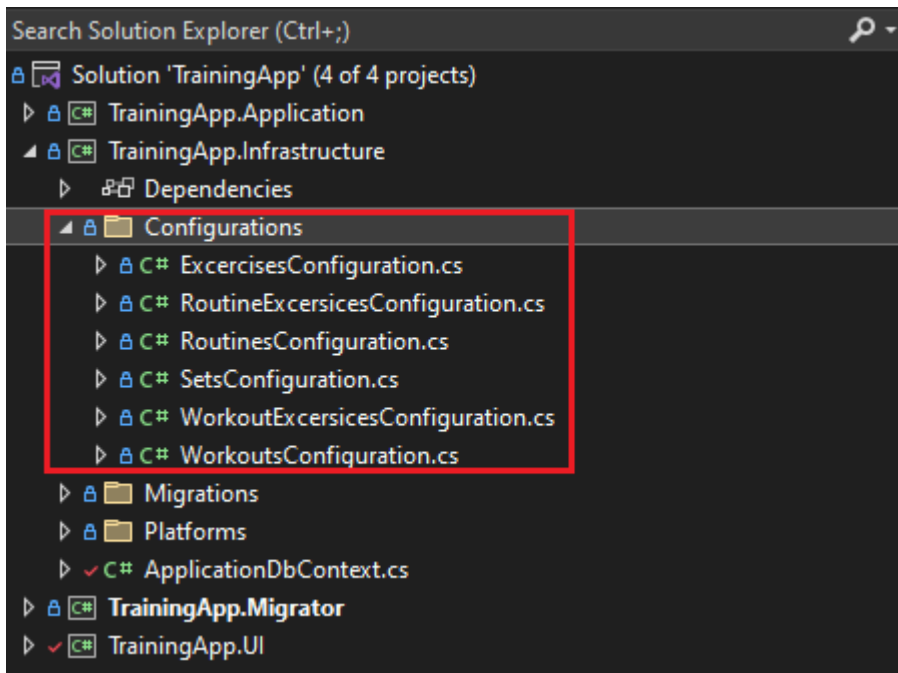 Search Solution Explorer (Ctrl+;)
Solution 'TrainingApp' (4 of 4 projects)
C# TrainingApp.Application
C# TrainingApp.Infrastructure
Dependencies
Configurations
C# ExcercisesConfiguration.cs
C# RoutineExcersicesConfiguration.cs
C# RoutinesConfiguration.cs
C# SetsConfiguration.cs
C# WorkoutExcersicesConfiguration.cs
C# WorkoutsConfiguration.cs
Migrations
Platforms
C# ApplicationDbContext.cs
C# TrainingApp.Migrator
C# TrainingApp.UI